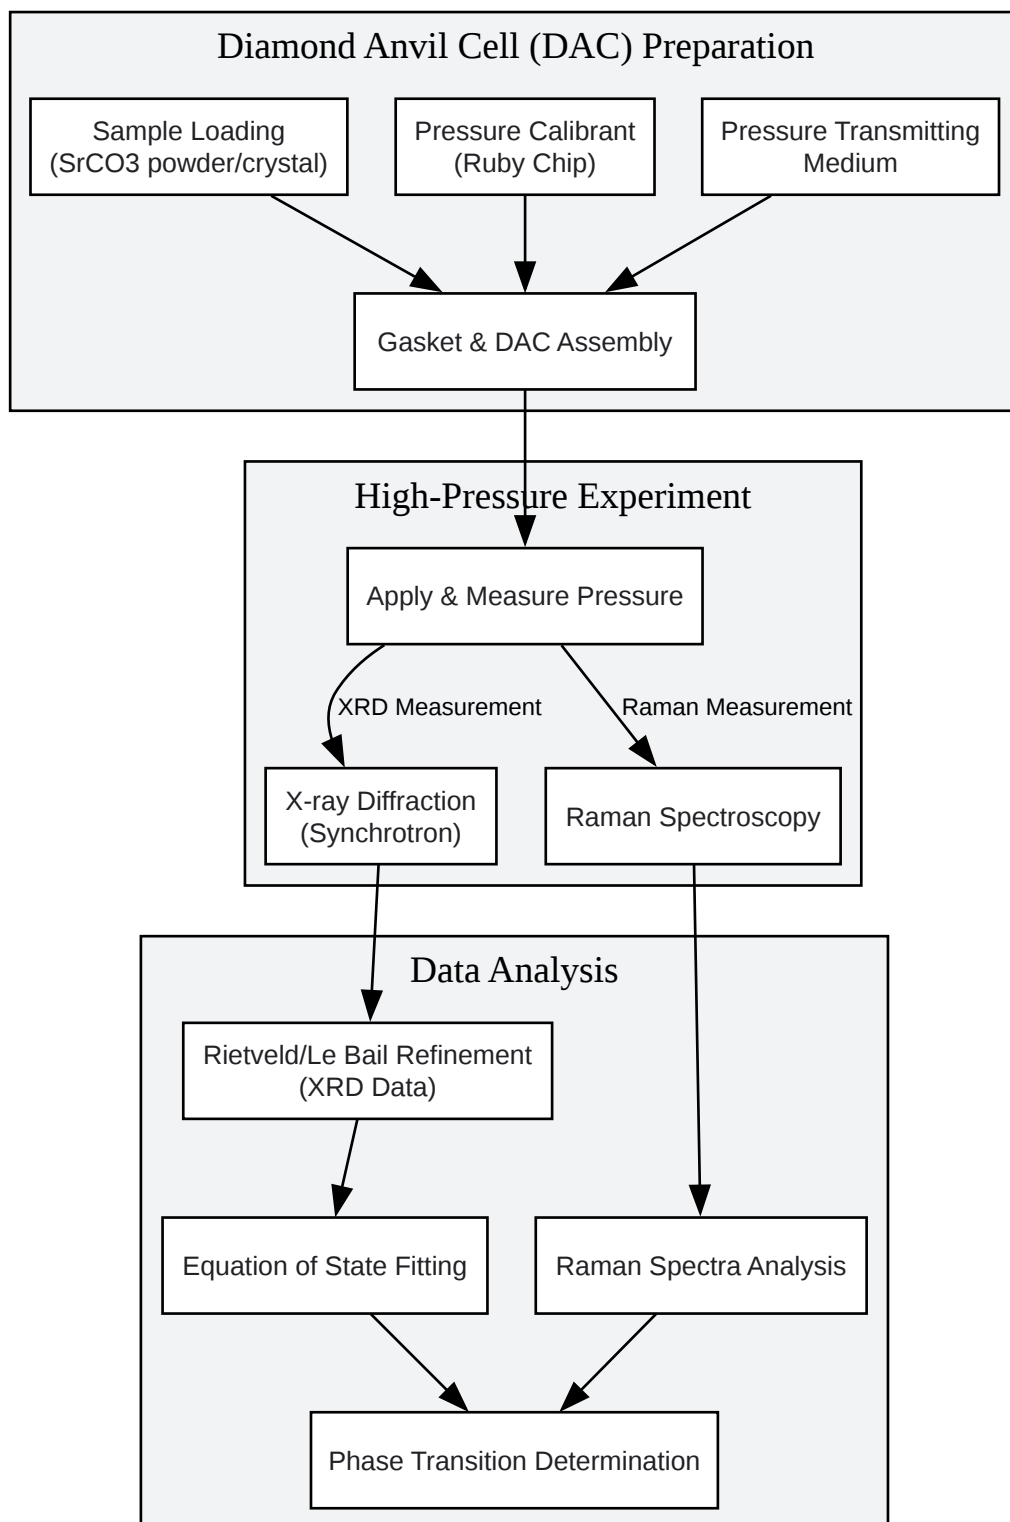 Diamond Anvil Cell (DAC) Preparation
Sample Loading
(SrCO3 powder/crystal)
Pressure Calibrant
(Ruby Chip)
Pressure Transmitting
Medium
Gasket & DAC Assembly
High-Pressure Experiment
Apply & Measure Pressure
XRD Measurement
Raman Measurement
X-ray Diffraction
(Synchrotron)
Raman Spectroscopy
Data Analysis
Rietveld/Le Bail Refinement
(XRD Data)
Equation of State Fitting
Raman Spectra Analysis
Phase Transition Determination